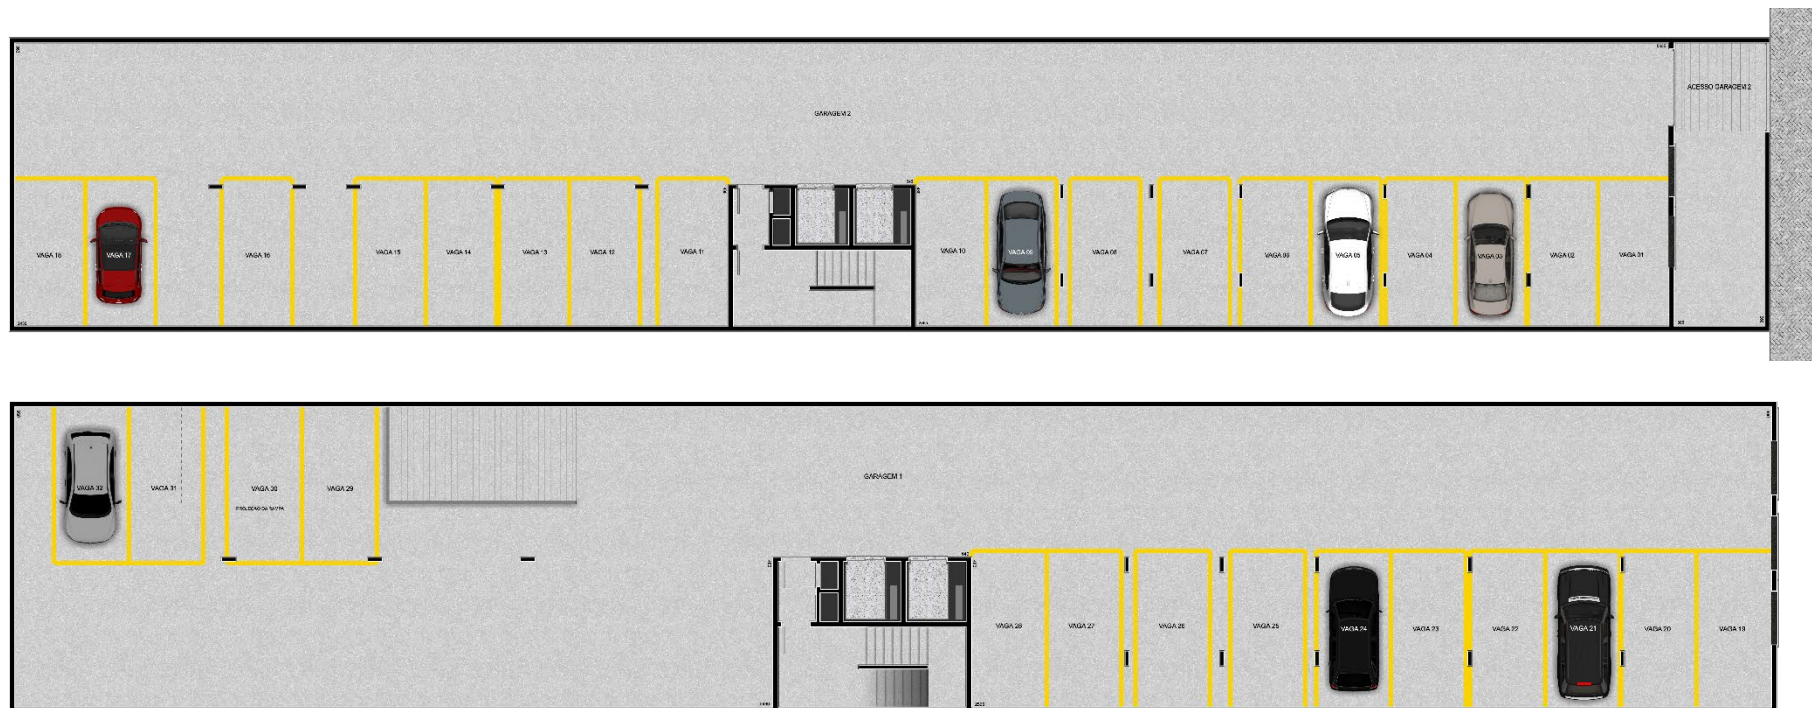 ACESSO GARAGEM 2
GARAGEM 2
VAGA 18
VAGA 17
VAGA 16
VAGA 15
VAGA 14
VAGA 13
VAGA 12
VAGA 11
VAGA 10
VAGA 09
VAGA 08
VAGA 07
VAGA 06
VAGA 05
VAGA 04
VAGA 03
VAGA 02
VAGA 01
GARAGEM 1
VAGA 32
VAGA 31
VAGA 30
PROJEÇÃO DA RAMPA
VAGA 29
VAGA 28
VAGA 27
VAGA 26
VAGA 25
VAGA 24
VAGA 23
VAGA 22
VAGA 21
VAGA 20
VAGA 19